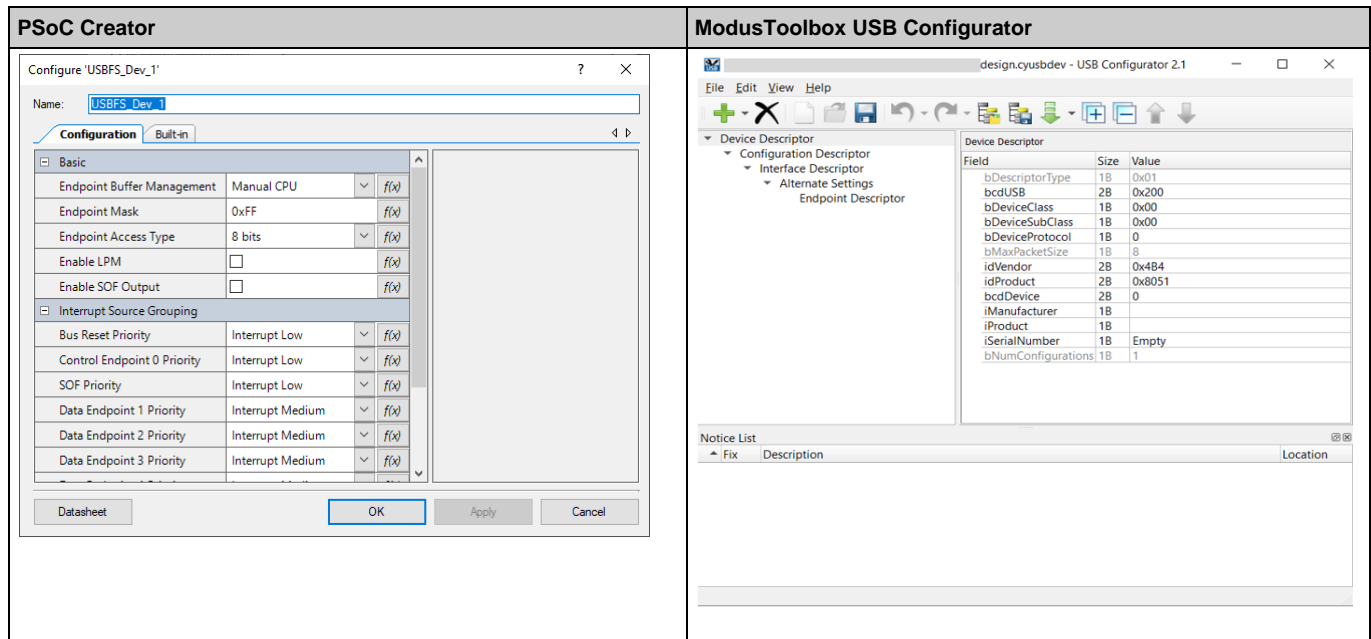 PSoC Creator
ModusToolbox USB Configurator
Configure 'USBFS_Dev_1'
?
Name: USBFS_Dev_1
Configuration Built-in
Basic
Endpoint Buffer Management Manual CPU f(x)
Endpoint Mask 0xFF f(x)
Endpoint Access Type 8 bits f(x)
Enable LPM f(x)
Enable SOF Output f(x)
Interrupt Source Grouping
Bus Reset Priority Interrupt Low f(x)
Control Endpoint 0 Priority Interrupt Low f(x)
SOF Priority Interrupt Low f(x)
Data Endpoint 1 Priority Interrupt Medium f(x)
Data Endpoint 2 Priority Interrupt Medium f(x)
Data Endpoint 3 Priority Interrupt Medium f(x)
Datasheet OK Apply Cancel
design.cyusbdev - USB Configurator 2.1
File Edit View Help
Device Descriptor
Configuration Descriptor
Interface Descriptor
Alternate Settings
Endpoint Descriptor
Device Descriptor
Field Size Value
bDescriptorType 1B 0x01
bcdUSB 2B 0x200
bDeviceClass 1B 0x00
bDeviceSubClass 1B 0x00
bDeviceProtocol 1B 0
bMaxPacketSize 1B 8
idVendor 2B 0x4B4
idProduct 2B 0x8051
bcdDevice 2B 0
iManufacturer 1B
iProduct 1B
iSerialNumber 1B Empty
bNumConfigurations 1B 1
Notice List
Fix Description Location